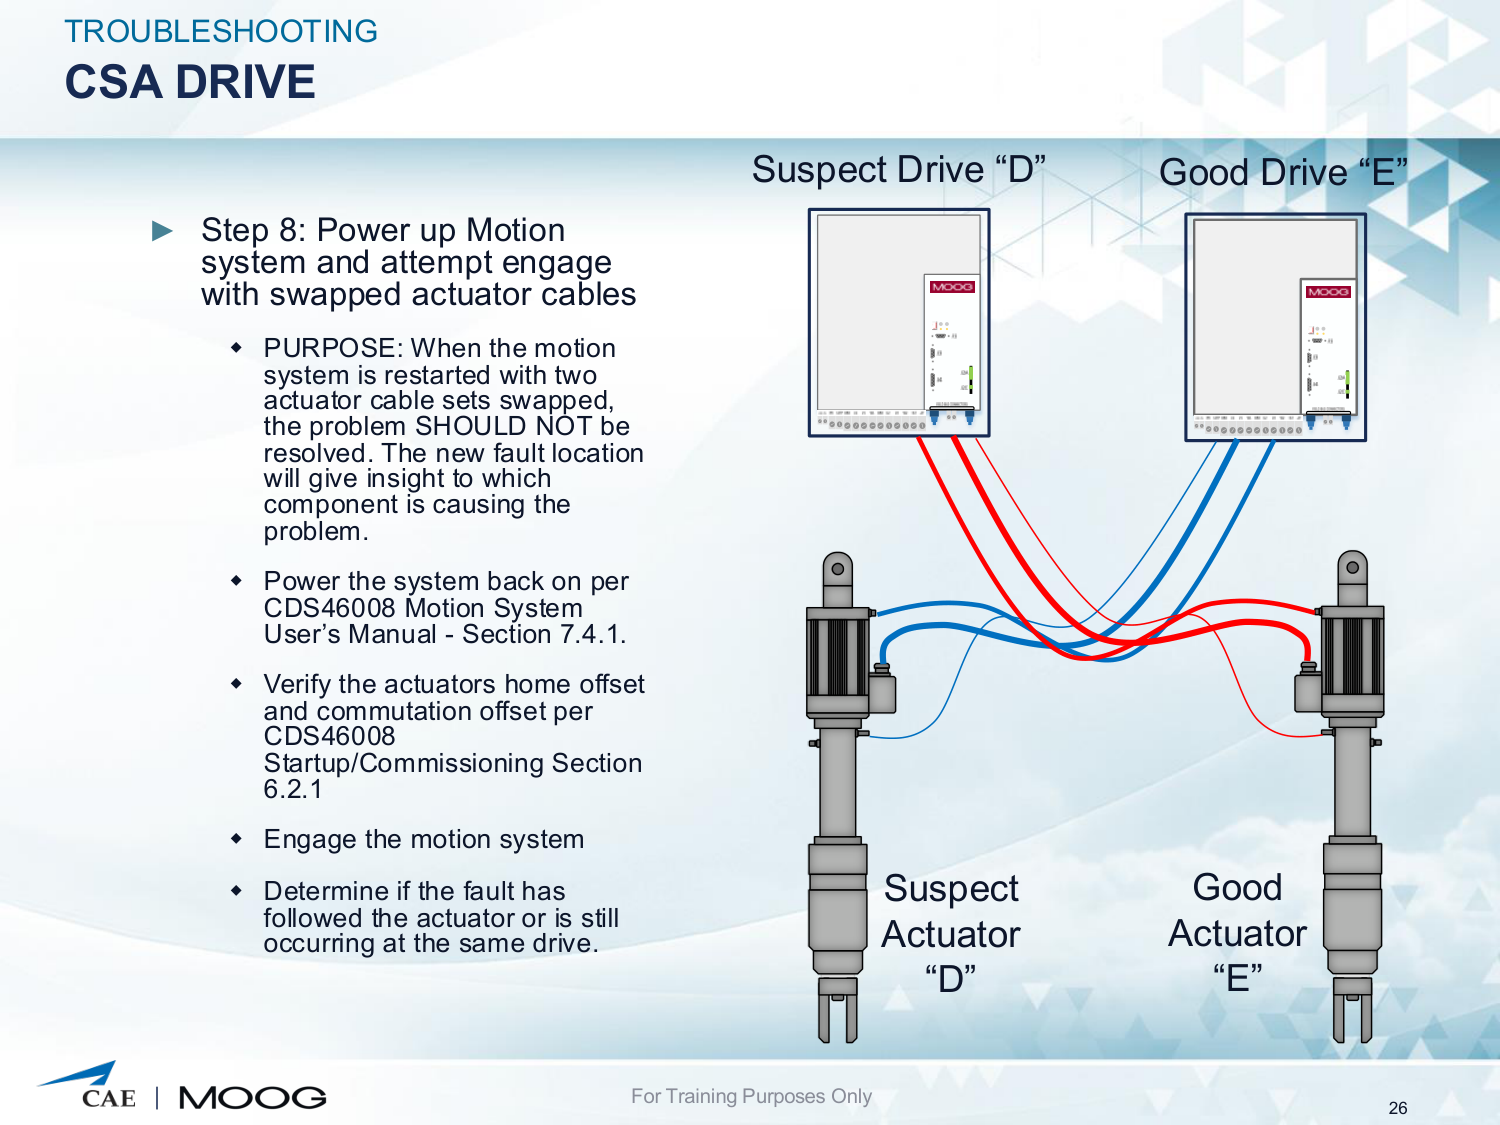 TROUBLESHOOTING
CSA DRIVE
Step 8: Power up Motion
system and attempt engage
with swapped actuator cables
PURPOSE: When the motion
system is restarted with two
actuator cable sets swapped,
the problem SHOULD NOT be
resolved. The new fault location
will give insight to which
component is causing the
problem.
Power the system back on per
CDS46008 Motion System
User’s Manual - Section 7.4.1.
Verify the actuators home offset
and commutation offset per
CDS46008
Startup/Commissioning Section
6.2.1
Engage the motion system
Determine if the fault has
followed the actuator or is still
occurring at the same drive.
Suspect Drive “D”
Good Drive “E”
MOOG
MOOG
Suspect
Actuator
“D”
Good
Actuator
“E”
CAE | MOOG
For Training Purposes Only
26